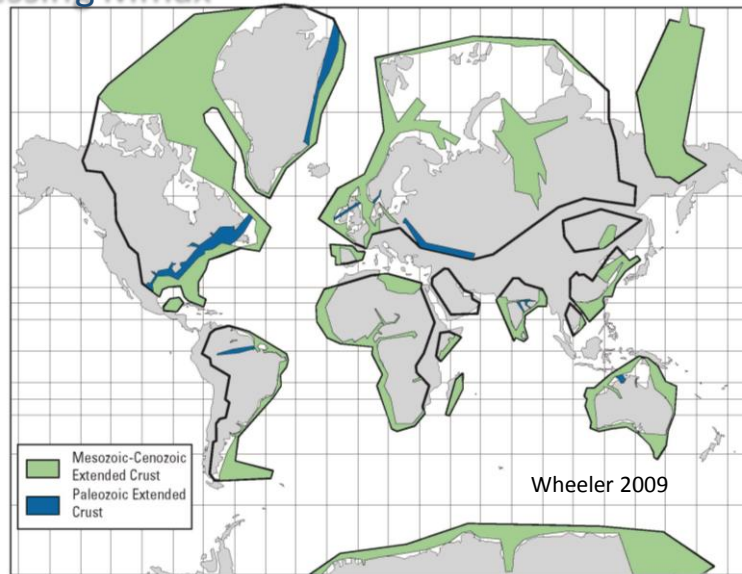 Mesozoic-Cenozoic
Extended Crust
Paleozoic Extended
Crust
Wheeler 2009